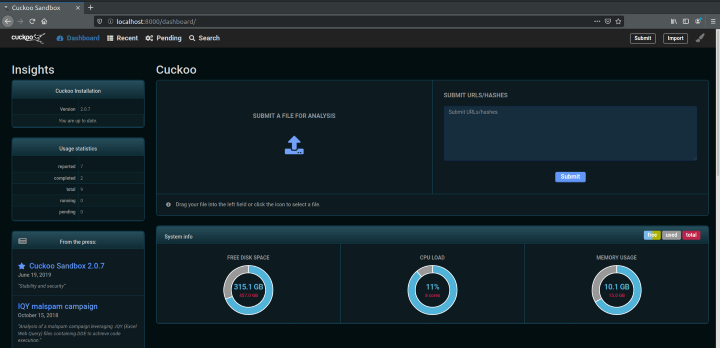 Cuckoo Sandbox
localhost:8000/dashboard/
cuckoo
Dashboard
Recent
Pending
Search
Submit
Import
Insights
Cuckoo Installation
Version 2.0.7
You are up to date.
Usage statistics
reported
completed 2
total 9
running 0
pending 0
From the press:
Cuckoo Sandbox 2.0.7
June 19, 2019
"Stability and security"
IQY malspam campaign
October 15, 2018
"Analysis of a malspam campaign leveraging .IQY (Excel
Web Query) files containing DDE to achieve code
execution."
Cuckoo
SUBMIT A FILE FOR ANALYSIS
SUBMIT URLS/HASHES
Submit URLs/hashes
Submit
Drag your file into the left field or click the icon to select a file.
System info
free
used
total
FREE DISK SPACE
315.1 GB
CPU LOAD
11%
8 cores
MEMORY USAGE
10.1 GB